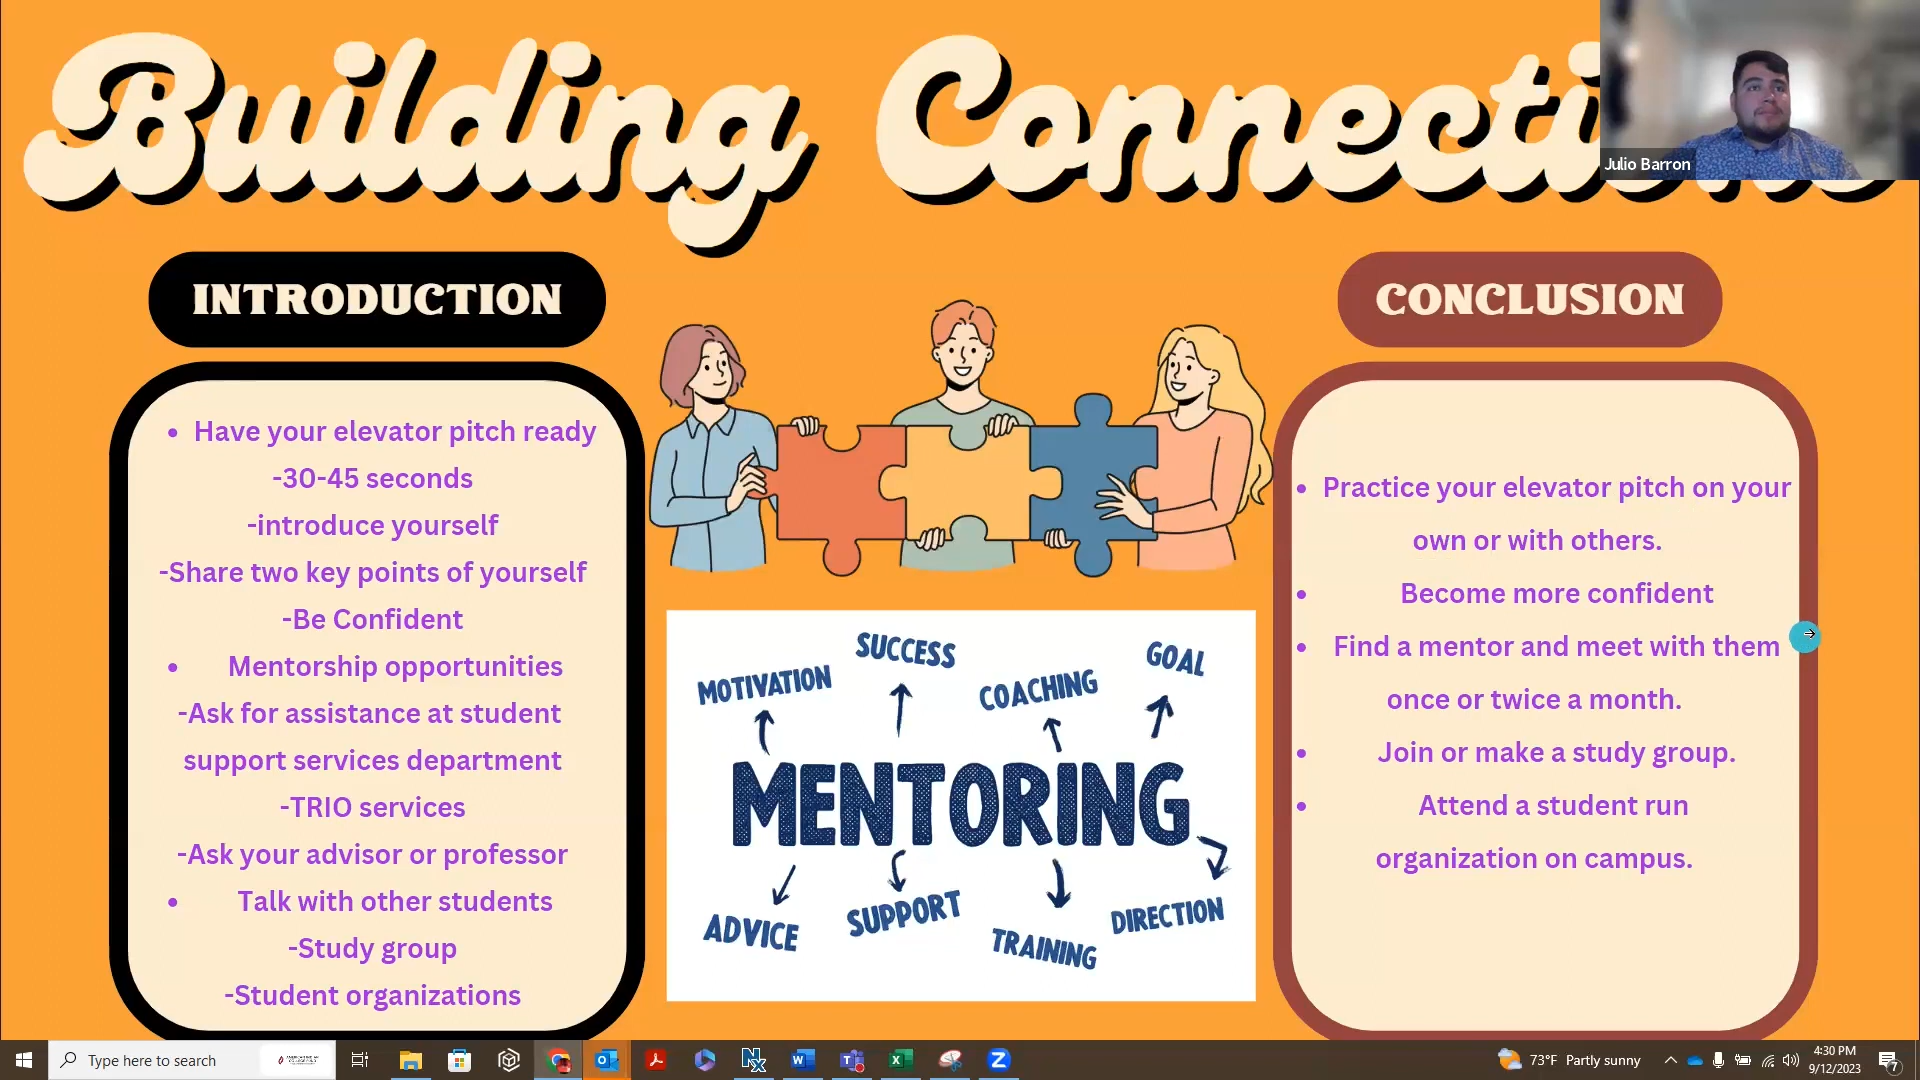 Building Connections
Julio Barron
INTRODUCTION
• Have your elevator pitch ready
-30-45 seconds
-introduce yourself
-Share two key points of yourself
-Be Confident
• Mentorship opportunities
-Ask for assistance at student
support services department
-TRIO services
-Ask your advisor or professor
• Talk with other students
-Study group
-Student organizations
MOTIVATION
SUCCESS
COACHING
GOAL
MENTORING
ADVICE
SUPPORT
TRAINING
DIRECTION
CONCLUSION
• Practice your elevator pitch on your
own or with others.
• Become more confident
• Find a mentor and meet with them
once or twice a month.
• Join or make a study group.
• Attend a student run
organization on campus.
Type here to search
73°F Partly sunny
4:30 PM
9/12/2023
7